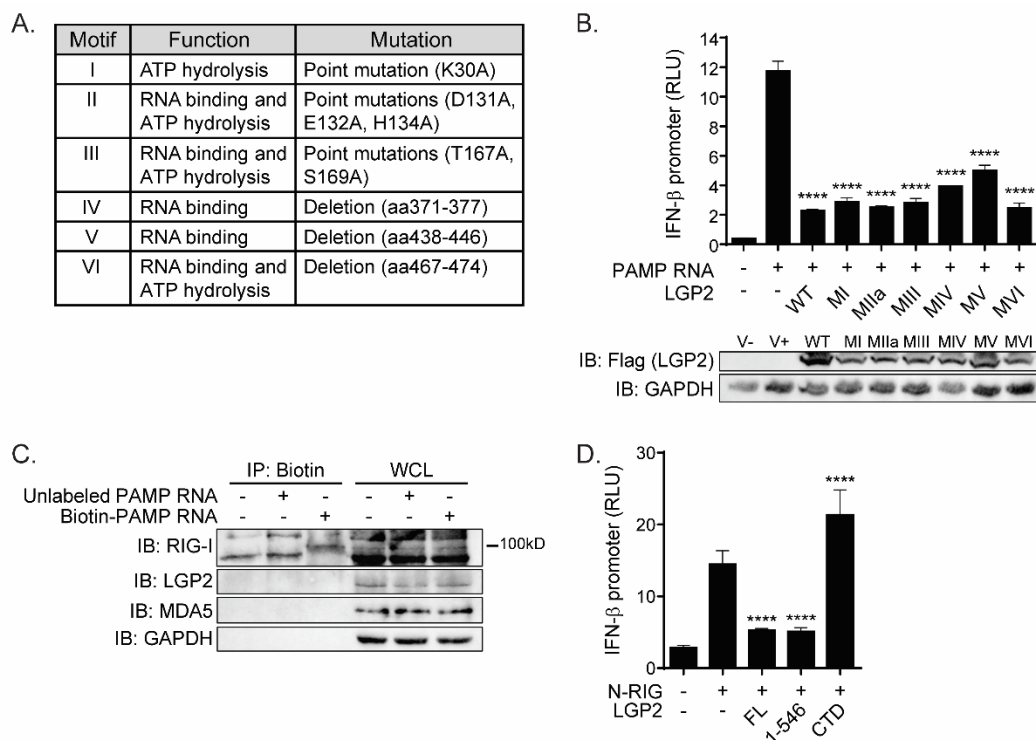 A.
Motif Function Mutation
I ATP hydrolysis Point mutation (K30A)
II RNA binding and ATP hydrolysis Point mutations (D131A, E132A, H134A)
III RNA binding and ATP hydrolysis Point mutations (T167A, S169A)
IV RNA binding Deletion (aa371-377)
V RNA binding Deletion (aa438-446)
VI RNA binding and ATP hydrolysis Deletion (aa467-474)
B.
IFN-β promoter (RLU)
14
12
10
8
6
4
2
0
**** **** **** **** **** **** ****
PAMP RNA - + + + + + + + +
LGP2 - - WT MI MIIa MIII MIV MV MVI
V- V+ WT MI MIIa MIII MIV MV MVI
IB: Flag (LGP2)
IB: GAPDH
C.
IP: Biotin WCL
Unlabeled PAMP RNA - + - - + -
Biotin-PAMP RNA - - + - - +
IB: RIG-I
100kD
IB: LGP2
IB: MDA5
IB: GAPDH
D.
IFN-β promoter (RLU)
30
20
10
0
**** **** ****
N-RIG - + + + +
LGP2 - - FL 1-546 CTD